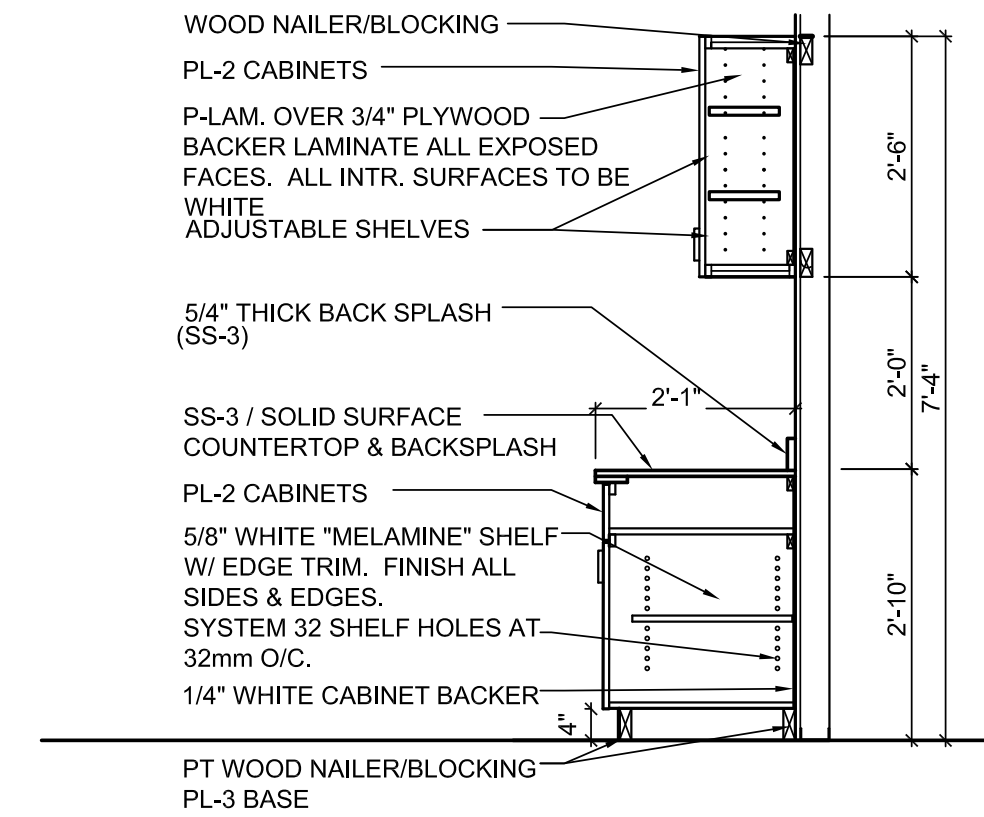 WOOD NAILER/BLOCKING
PL-2 CABINETS
P-LAM. OVER 3/4" PLYWOOD
BACKER LAMINATE ALL EXPOSED
FACES. ALL INTR. SURFACES TO BE
WHITE
ADJUSTABLE SHELVES
2'-6"
5/4" THICK BACK SPLASH
(SS-3)
2'-0"
7'-4"
2'-1"
SS-3 / SOLID SURFACE
COUNTERTOP & BACKSPLASH
PL-2 CABINETS
5/8" WHITE "MELAMINE" SHELF
W/ EDGE TRIM. FINISH ALL
SIDES & EDGES.
SYSTEM 32 SHELF HOLES AT
32mm O/C.
2'-10"
1/4" WHITE CABINET BACKER
4"
PT WOOD NAILER/BLOCKING
PL-3 BASE